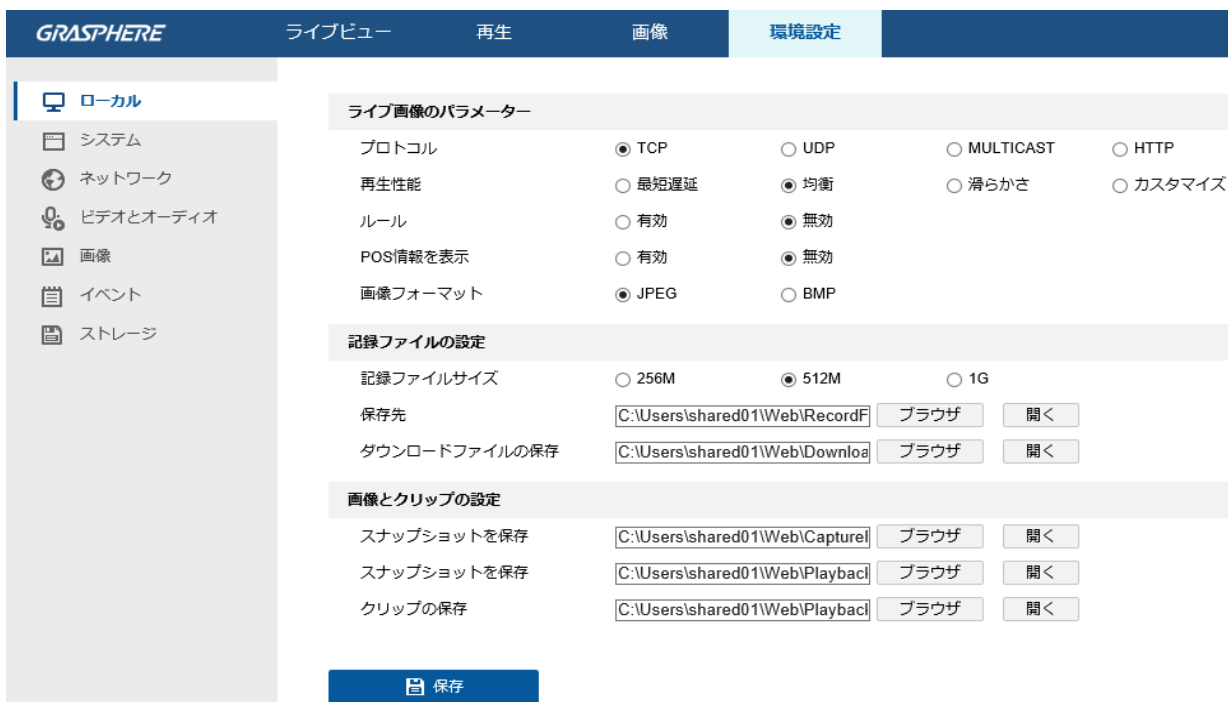 GRASPHERE ライブビュー 再生 画像 環境設定
ローカル
システム
ネットワーク
ビデオとオーディオ
画像
イベント
ストレージ
ライブ画像のパラメーター
プロトコル TCP UDP MULTICAST HTTP
再生性能 最短遅延 均衡 滑らかさ カスタマイズ
ルール 有効 無効
POS情報を表示 有効 無効
画像フォーマット JPEG BMP
記録ファイルの設定
記録ファイルサイズ 256M 512M 1G
保存先 C:\Users\shared01\Web\RecordF ブラウザ 開く
ダウンロードファイルの保存 C:\Users\shared01\Web\Downloa ブラウザ 開く
画像とクリップの設定
スナップショットを保存 C:\Users\shared01\Web\Capture ブラウザ 開く
スナップショットを保存 C:\Users\shared01\Web\Playbac ブラウザ 開く
クリップの保存 C:\Users\shared01\Web\Playbac ブラウザ 開く
保存